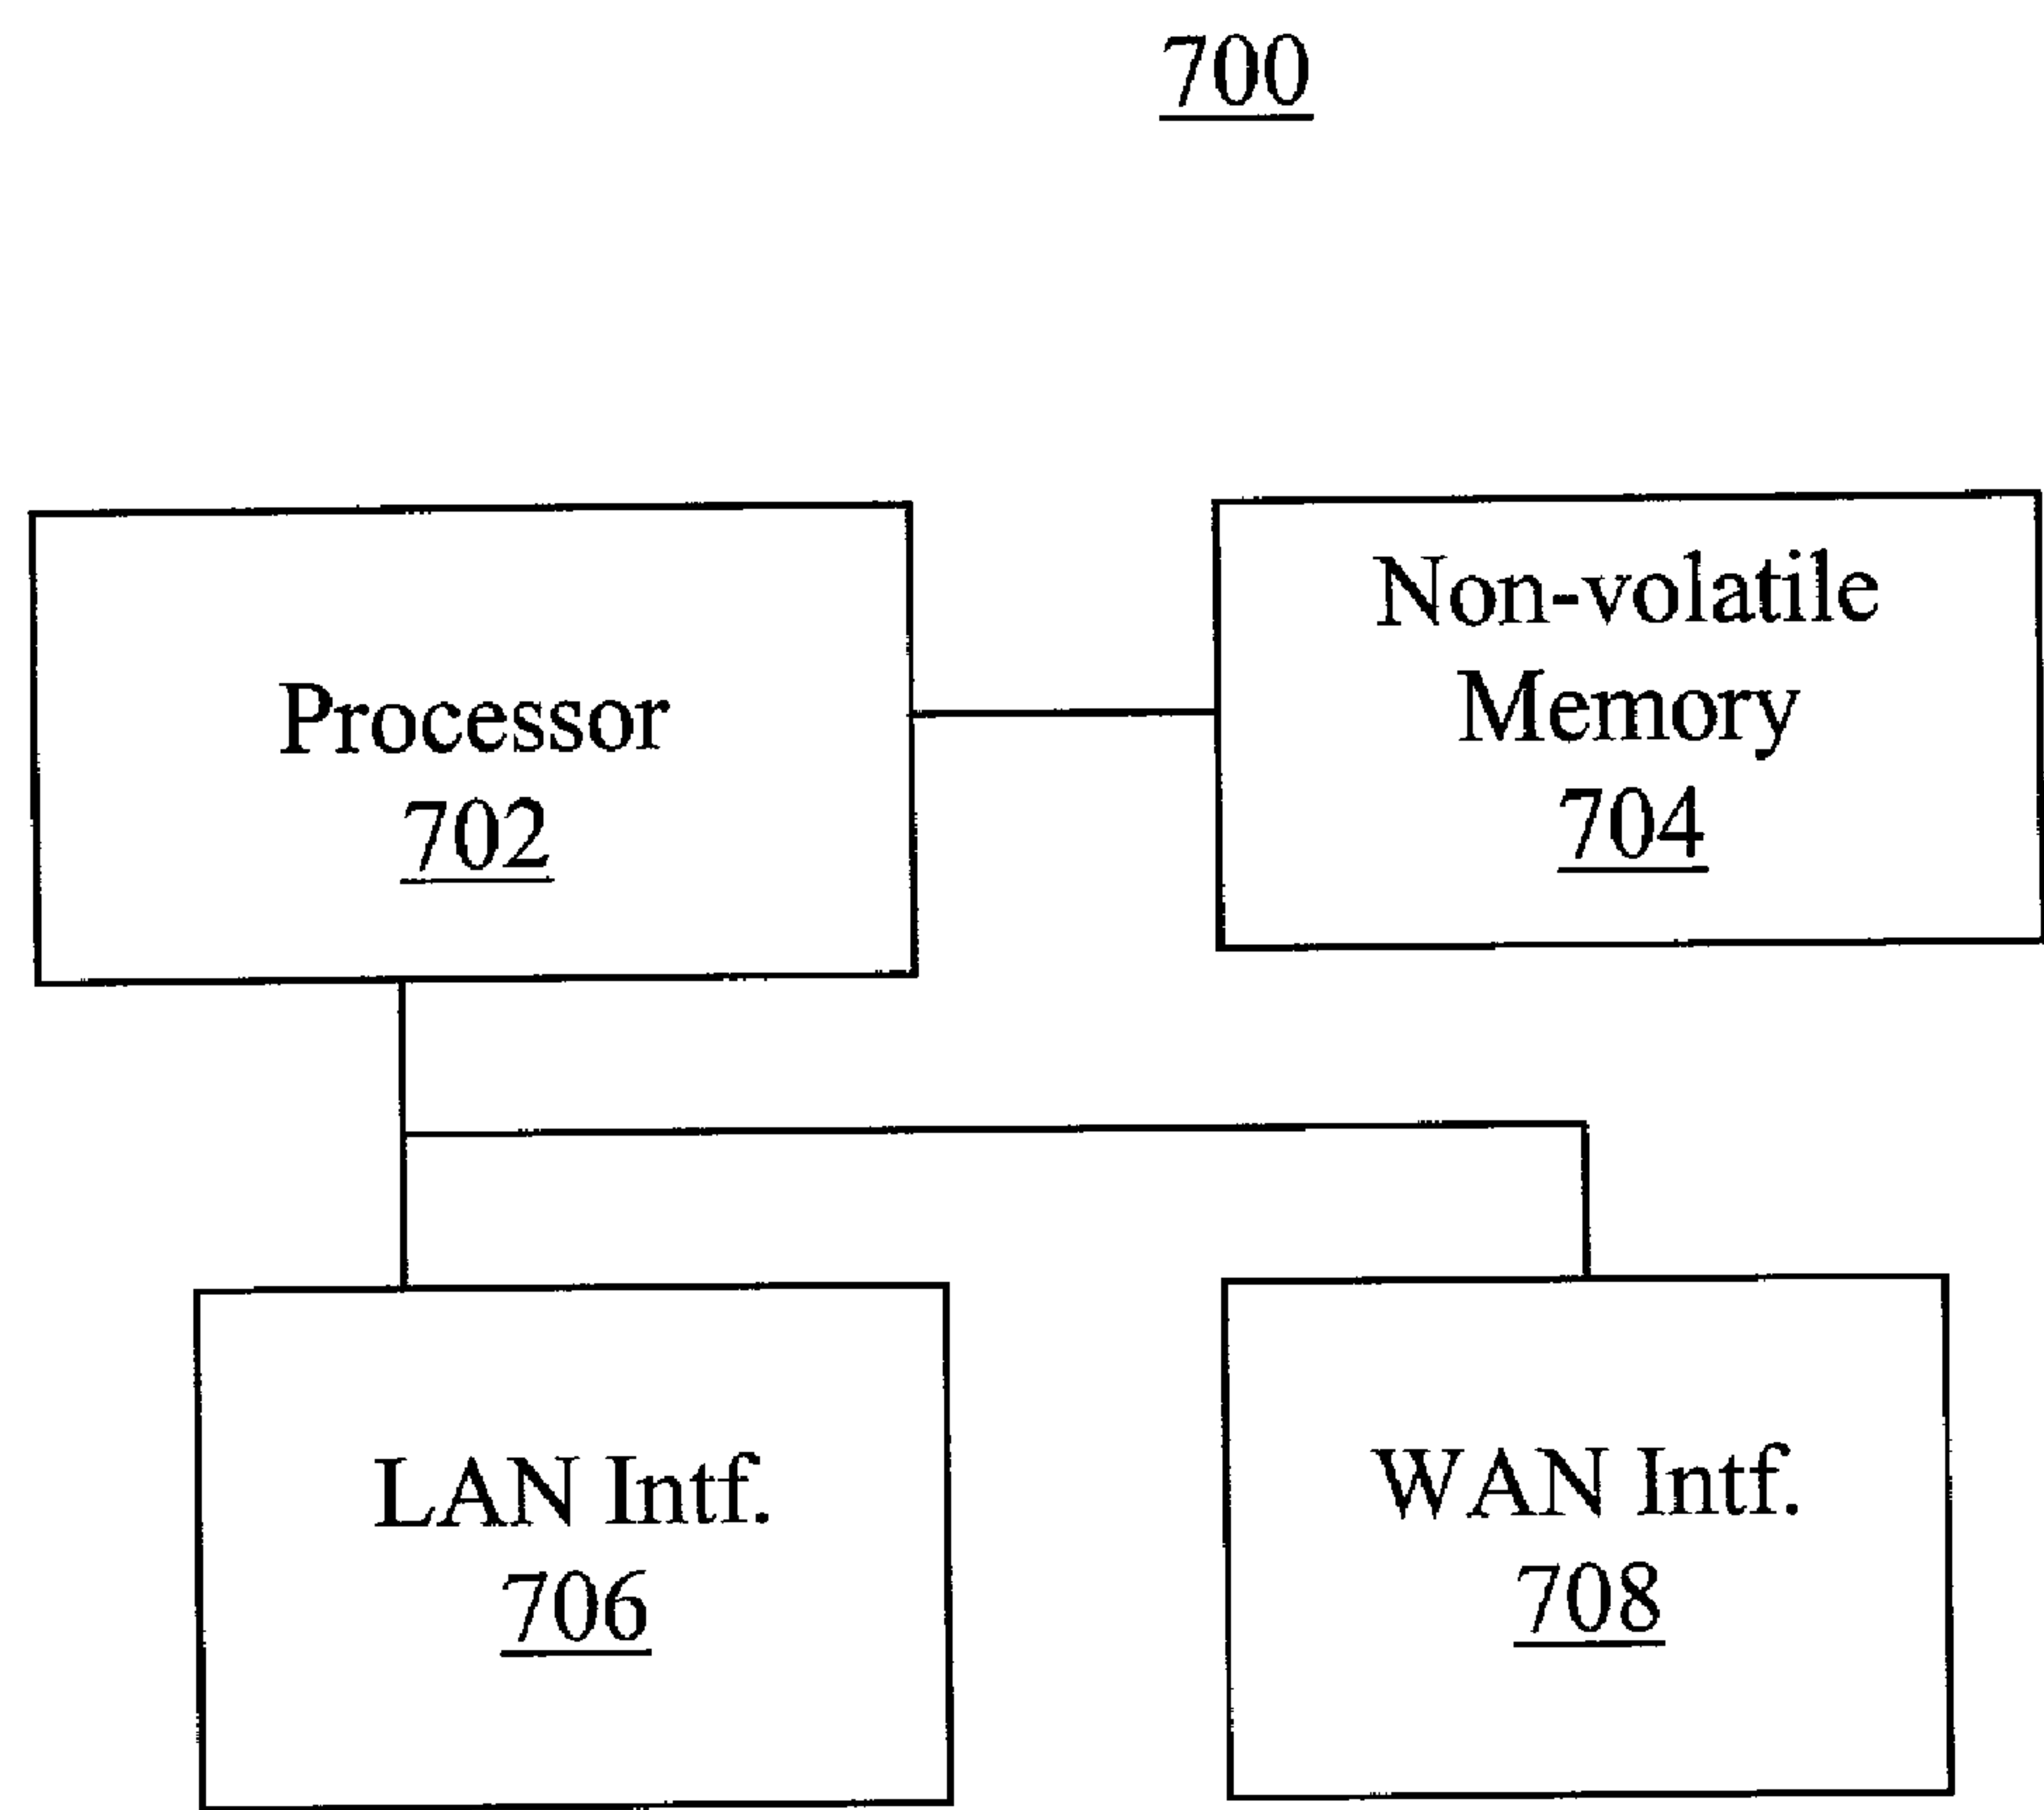 700
Processor
702
Non-volatile
Memory
704
LAN Intf.
706
WAN Intf.
708